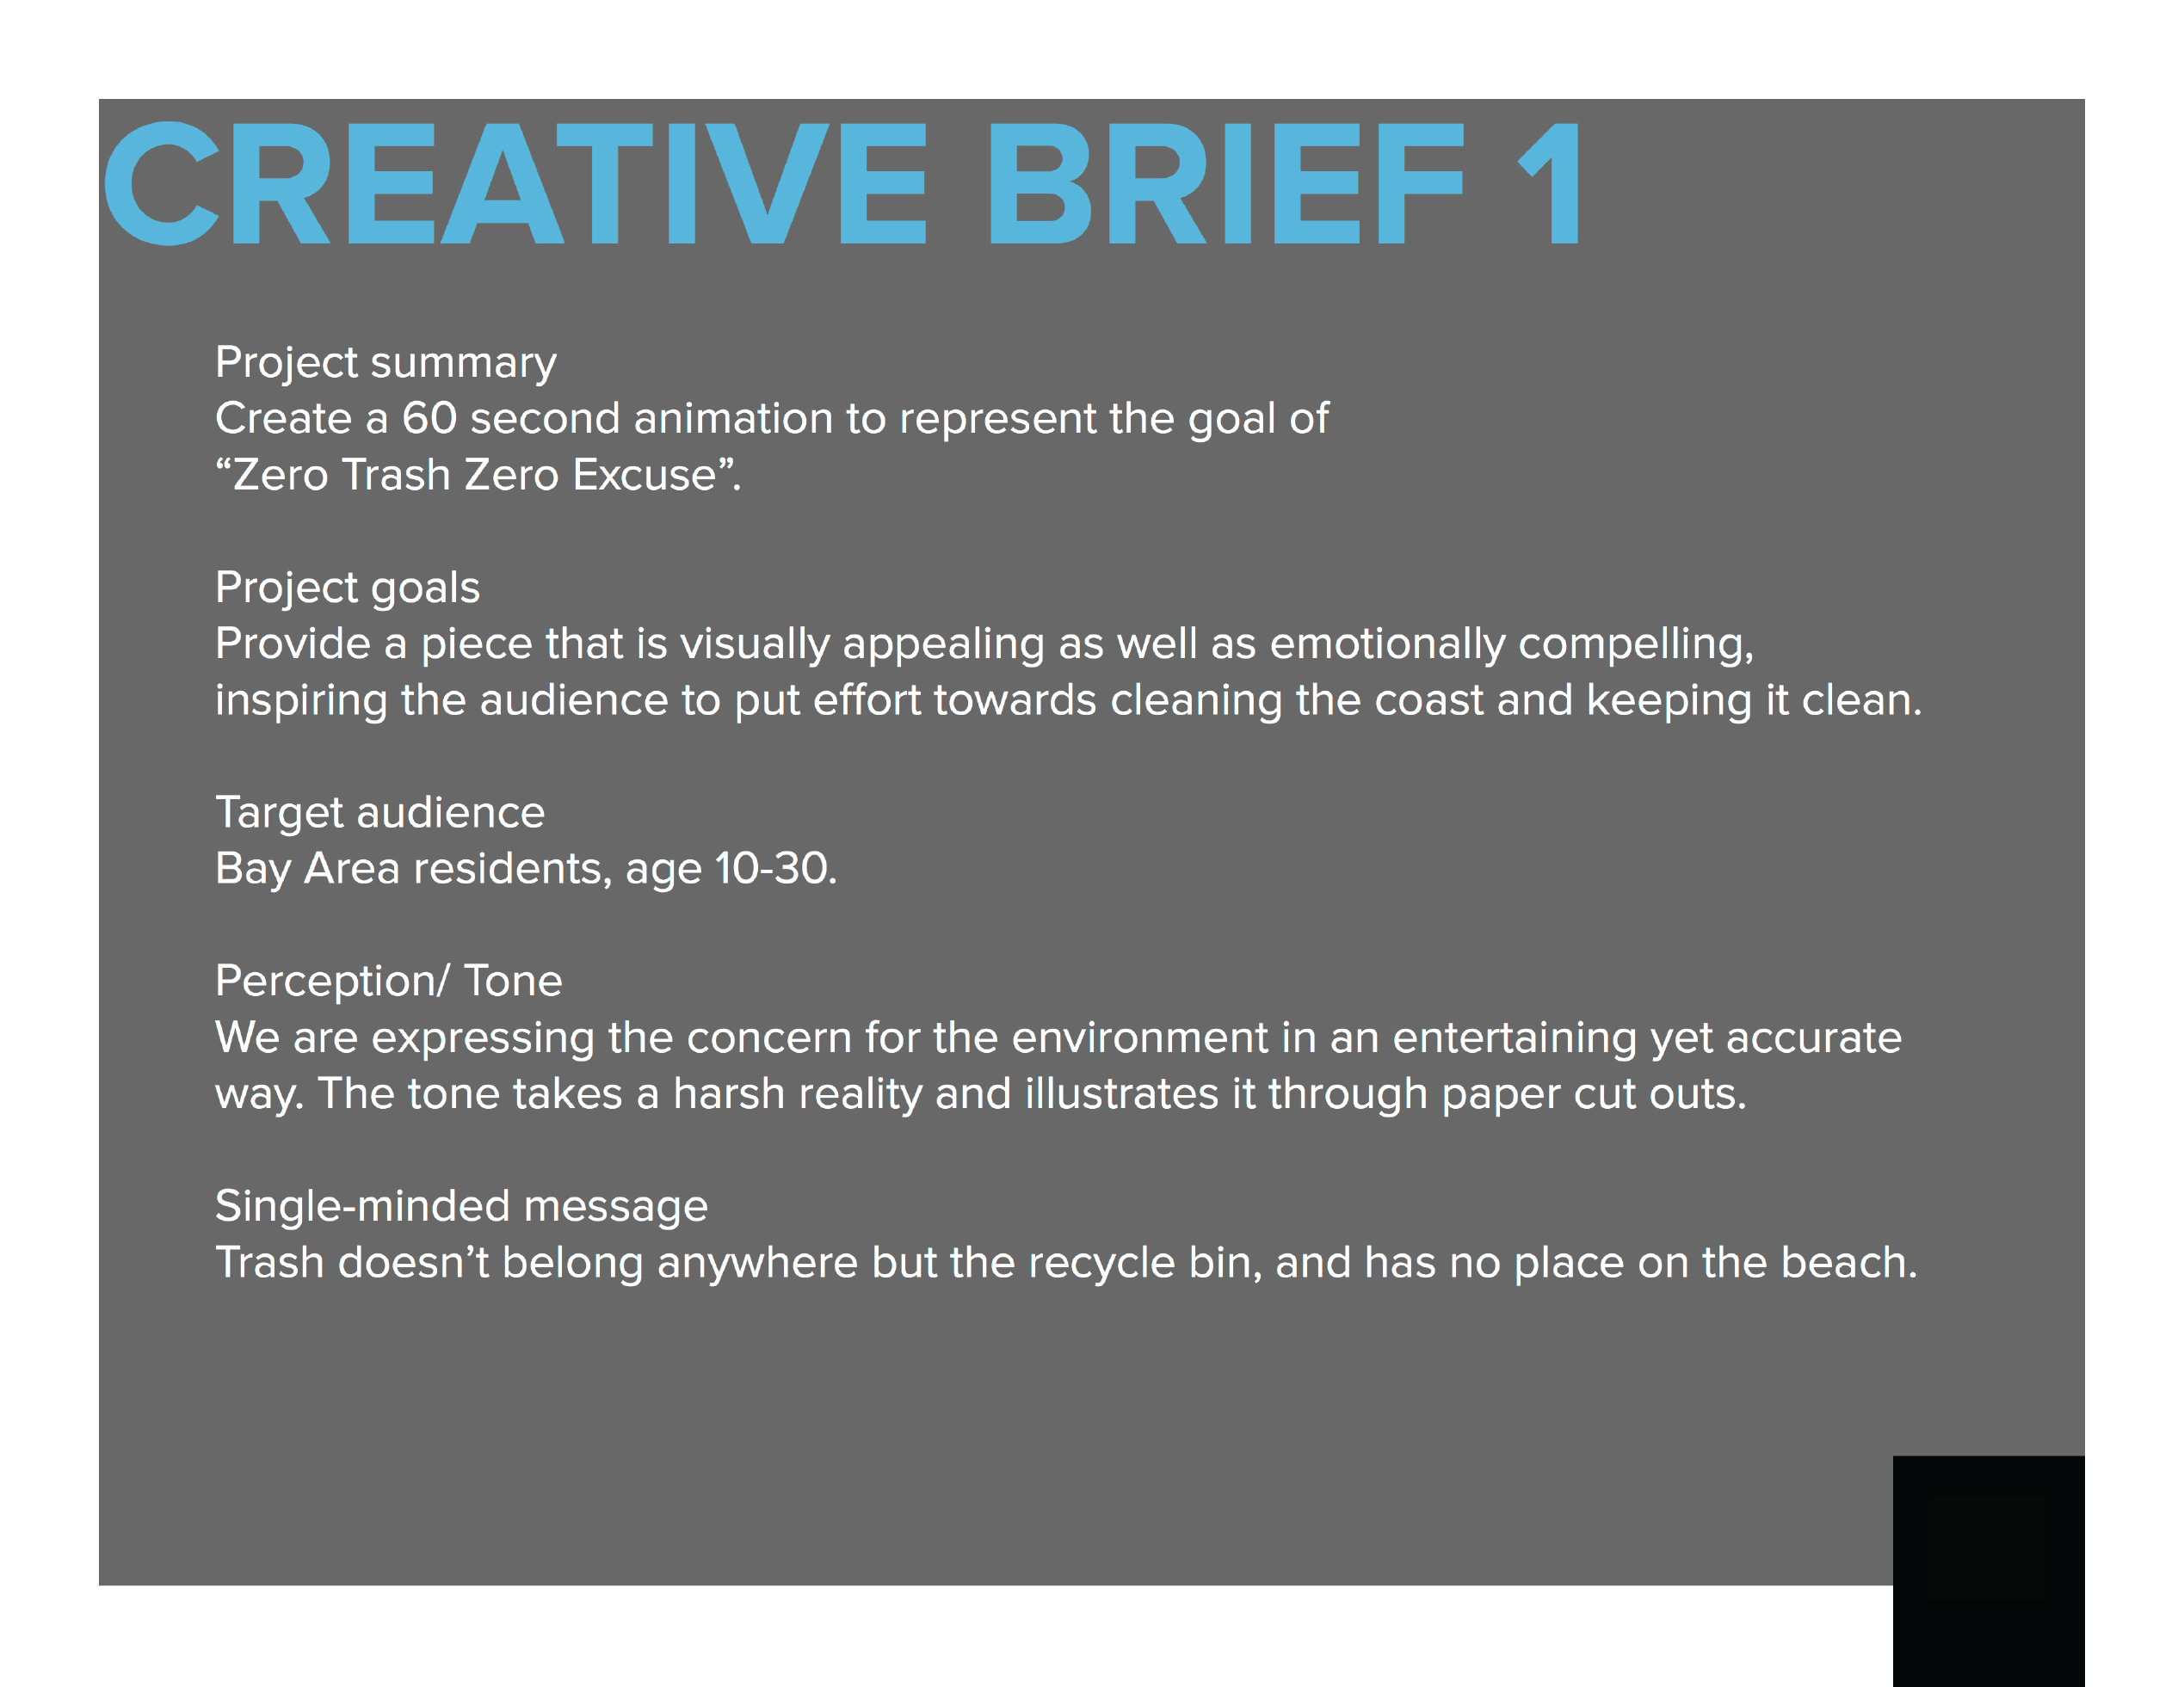 CREATIVE BRIEF 1
Project summary
Create a 60 second animation to represent the goal of
“Zero Trash Zero Excuse”.
Project goals
Provide a piece that is visually appealing as well as emotionally compelling,
inspiring the audience to put effort towards cleaning the coast and keeping it clean.
Target audience
Bay Area residents, age 10-30.
Perception/ Tone
We are expressing the concern for the environment in an entertaining yet accurate
way. The tone takes a harsh reality and illustrates it through paper cut outs.
Single-minded message
Trash doesn’t belong anywhere but the recycle bin, and has no place on the beach.